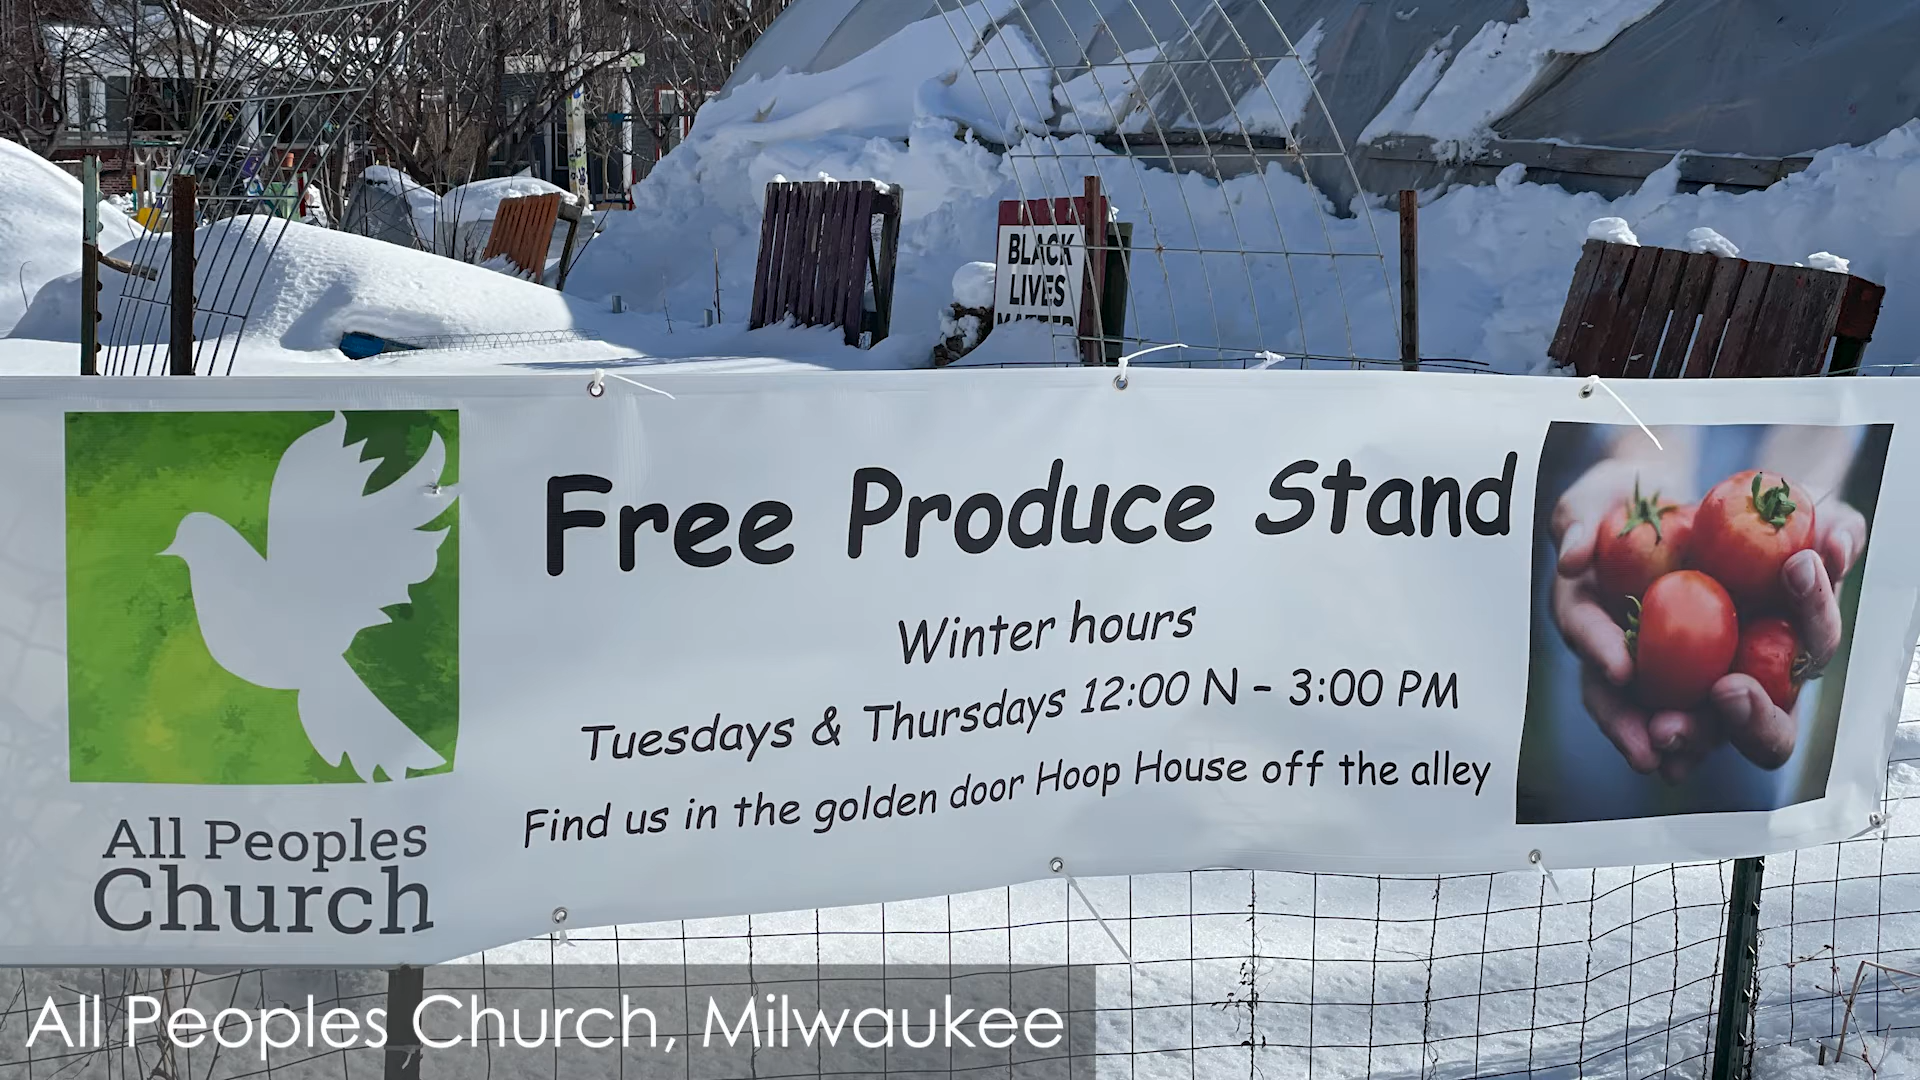 BLACK
LIVES
MATTER
Free Produce Stand
Winter hours
Tuesdays & Thursdays 12:00 N - 3:00 PM
Find us in the golden door Hoop House off the alley
All Peoples
Church
All Peoples Church, Milwaukee